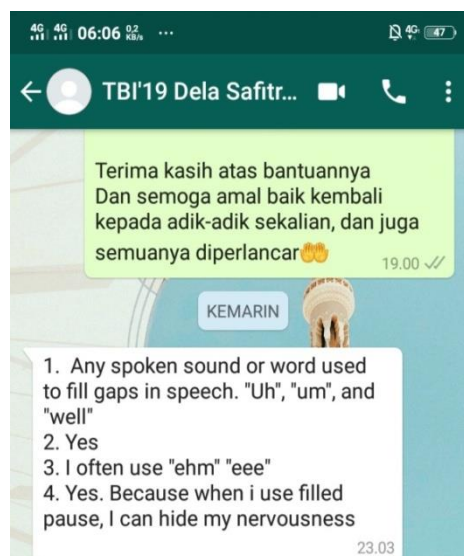 4G 4G 06:06 0,2 KB/s ... 4G 47
TBI'19 Dela Safitr...
Terima kasih atas bantuannya
Dan semoga amal baik kembali
kepada adik-adik sekalian, dan juga
semuanya diperlancar🤲
19.00
KEMARIN
1. Any spoken sound or word used
to fill gaps in speech. "Uh", "um", and
"well"
2. Yes
3. I often use "ehm" "eee"
4. Yes. Because when i use filled
pause, I can hide my nervousness
23.03